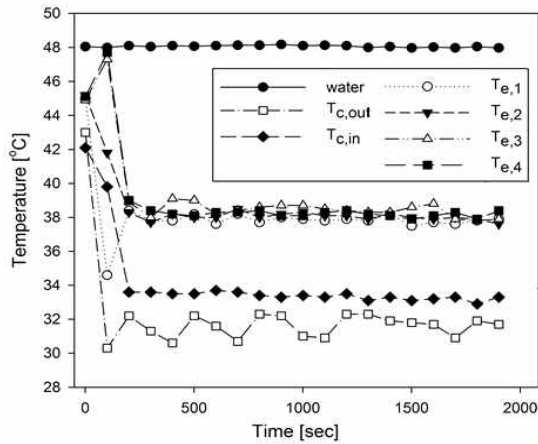 50
48
46
44
42
40
38
36
34
32
30
28
Temperature [°C]
water
T_c,out
T_c,in
T_e,1
T_e,2
T_e,3
T_e,4
0
500
1000
1500
2000
Time [sec]